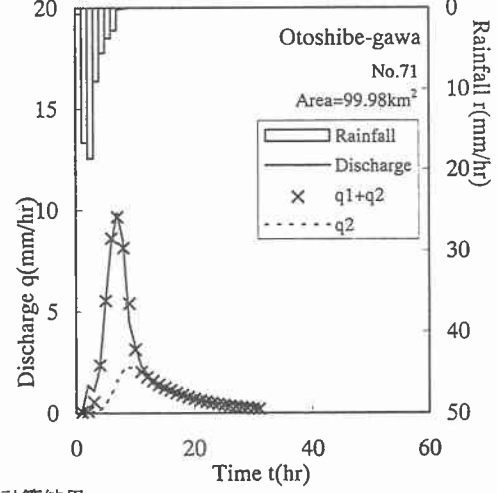 20
15
10
5
0
Discharge q(mm/hr)
0
10
20
30
40
50
Rainfall r(mm/hr)
Otoshibe-gawa
No.71
Area=99.98km²
Rainfall
Discharge
q1+q2
q2
0 20 40 60
Time t(hr)